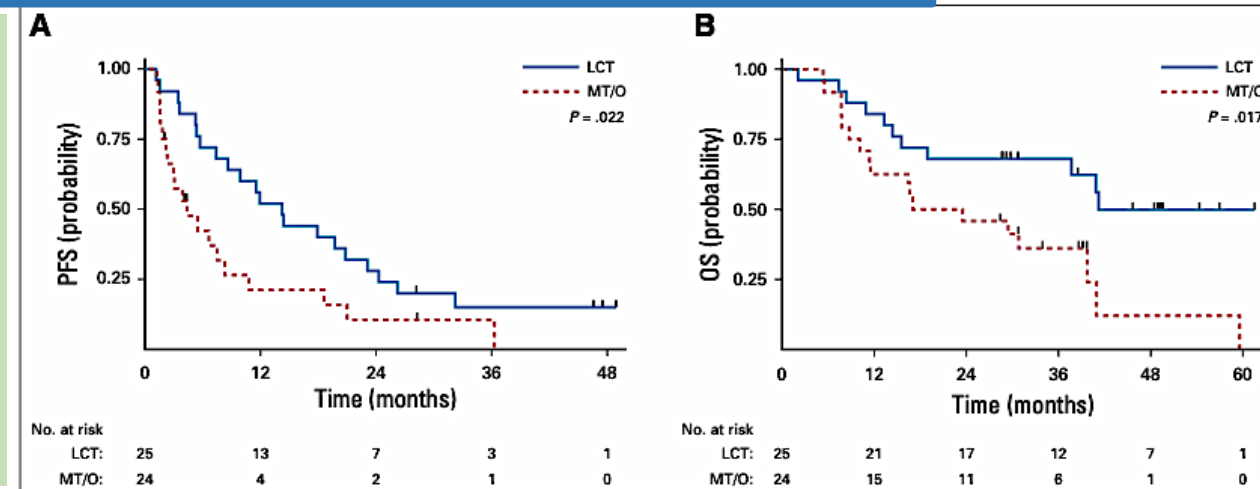 A
1.00
0.75
0.50
0.25
PFS (probability)
LCT
MT/O
P = .022
0 12 24 36 48
Time (months)
No. at risk
LCT: 25 13 7 3 1
MT/O: 24 4 2 1 0
B
1.00
0.75
0.50
0.25
OS (probability)
LCT
MT/O
P = .017
0 12 24 36 48 60
Time (months)
No. at risk
LCT: 25 21 17 12 7 1
MT/O: 24 15 11 6 1 0